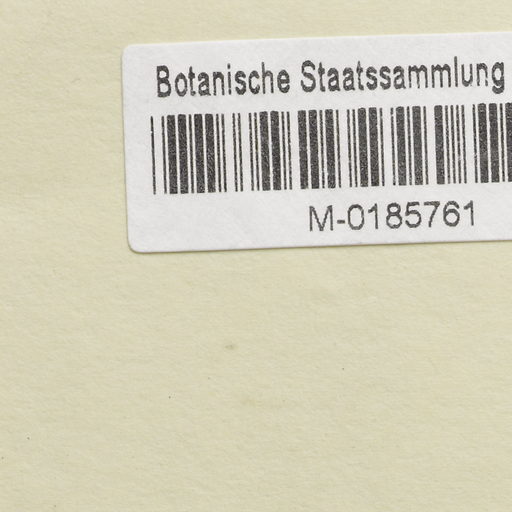 Botanische Staatssammlung
M-0185761